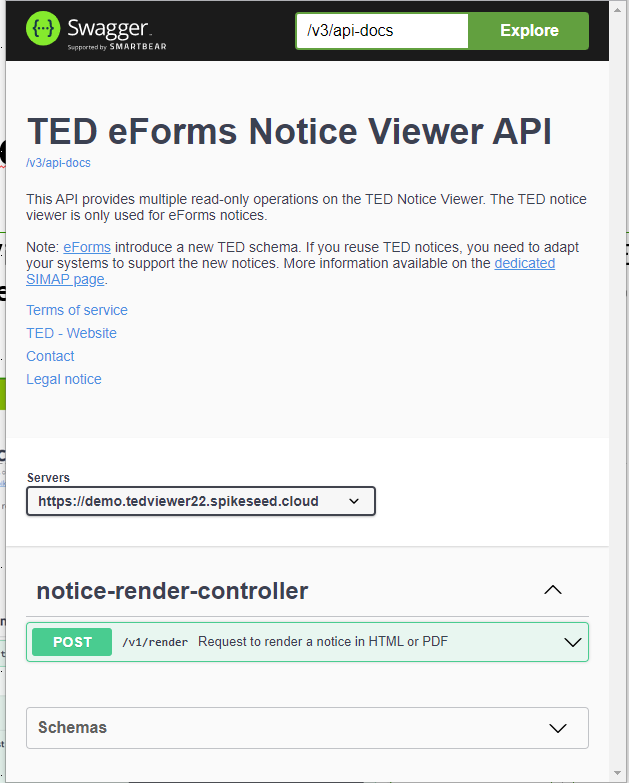 Swagger
Supported by SMARTBEAR
/v3/api-docs
Explore
TED eForms Notice Viewer API
/v3/api-docs
This API provides multiple read-only operations on the TED Notice Viewer. The TED notice
viewer is only used for eForms notices.
Note: eForms introduce a new TED schema. If you reuse TED notices, you need to adapt
your systems to support the new notices. More information available on the dedicated
SIMAP page.
Terms of service
TED - Website
Contact
Legal notice
Servers
https://demo.tedviewer22.spikeseed.cloud
notice-render-controller
POST /v1/render Request to render a notice in HTML or PDF
Schemas